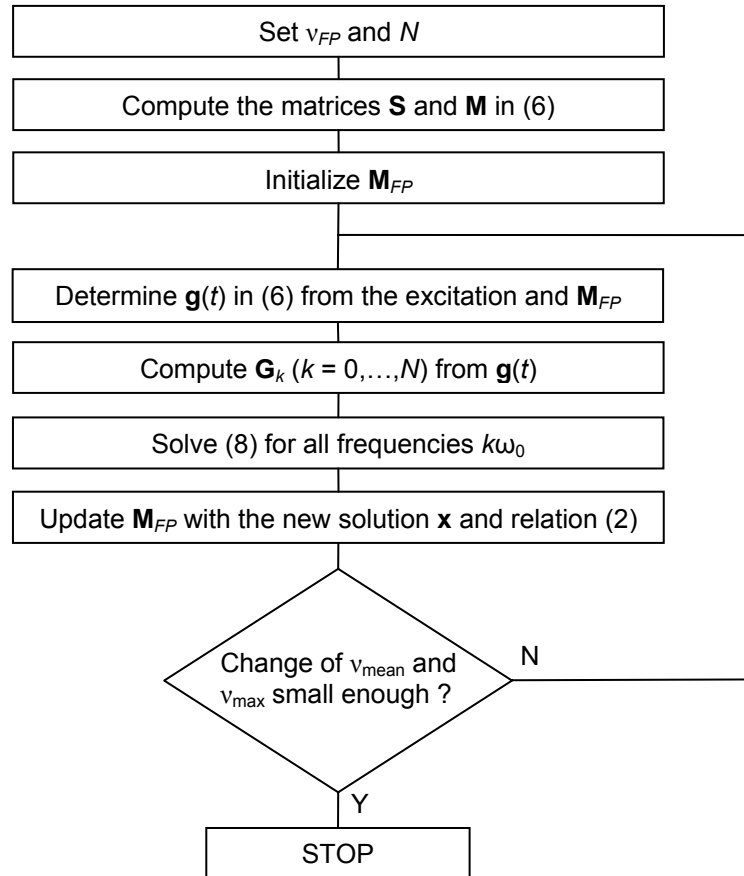 Set ν_FP and N
Compute the matrices S and M in (6)
Initialize M_FP
Determine g(t) in (6) from the excitation and M_FP
Compute G_k (k = 0,…,N) from g(t)
Solve (8) for all frequencies kω₀
Update M_FP with the new solution x and relation (2)
Change of ν_mean and
ν_max small enough ?
N
Y
STOP